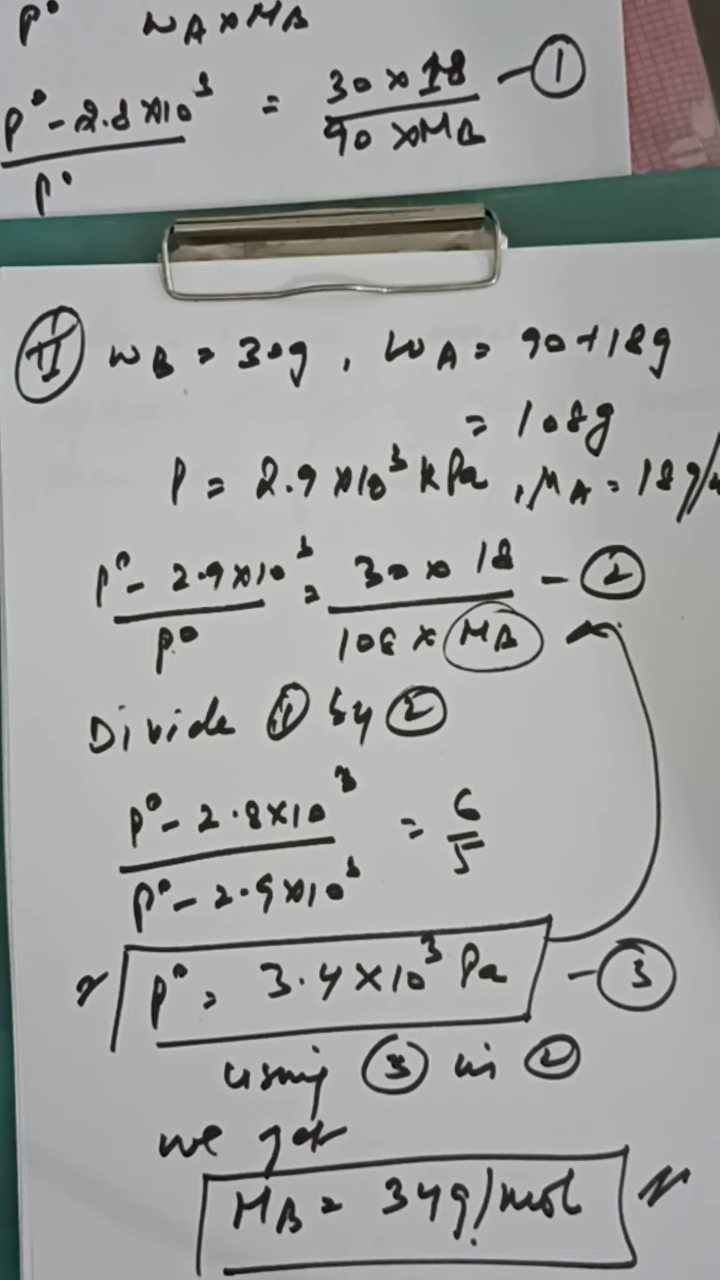 P° WA×MB
P°-2.8×10³ / P° = 30×18 / 90×MB - ①
Ⅱ WB = 30g, WA = 90+18g
= 108g
P = 2.9×10³ kPa, MA = 18g/
P°-2.9×10³ / P° = 30×18 / 108×MB - ②
Divide ① by ②
P°-2.8×10³ / P°-2.9×10³ = 6/5
P° = 3.4×10³ Pa - ③
using ③ in ②
we get
MB = 34g/mol